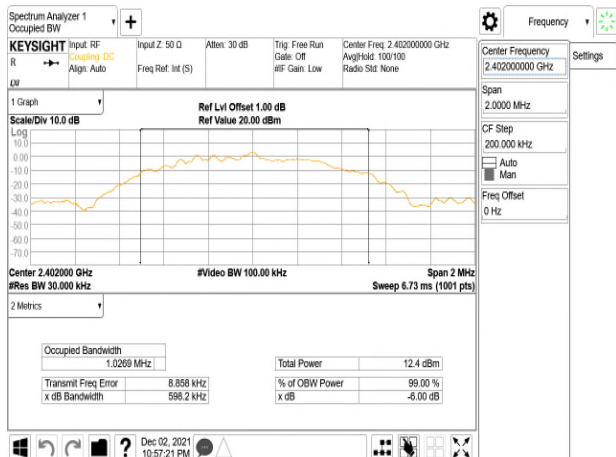 Spectrum Analyzer 1
Occupied BW
+
Frequency
KEYSIGHT
R
Input: RF
Coupling: DC
Align: Auto
Input Z: 50 Ω
Freq Ref: Int (S)
Atten: 30 dB
Trig: Free Run
Gate: Off
#IF Gain: Low
Center Freq: 2.402000000 GHz
Avg|Hold: 100/100
Radio Std: None
Center Frequency
2.402000000 GHz
Settings
Span
2.0000 MHz
CF Step
200.000 kHz
Auto
Man
Freq Offset
0 Hz
1 Graph
Scale/Div 10.0 dB
Ref Lvl Offset 1.00 dB
Ref Value 20.00 dBm
Log
10.0
0.00
-10.0
-20.0
-30.0
-40.0
-50.0
-60.0
-70.0
Center 2.402000 GHz
#Video BW 100.00 kHz
Span 2 MHz
#Res BW 30.000 kHz
Sweep 6.73 ms (1001 pts)
2 Metrics
Occupied Bandwidth
1.0269 MHz
Total Power 12.4 dBm
Transmit Freq Error 8.858 kHz
% of OBW Power 99.00 %
x dB Bandwidth 598.2 kHz
x dB -6.00 dB
?
Dec 02, 2021
10:57:21 PM